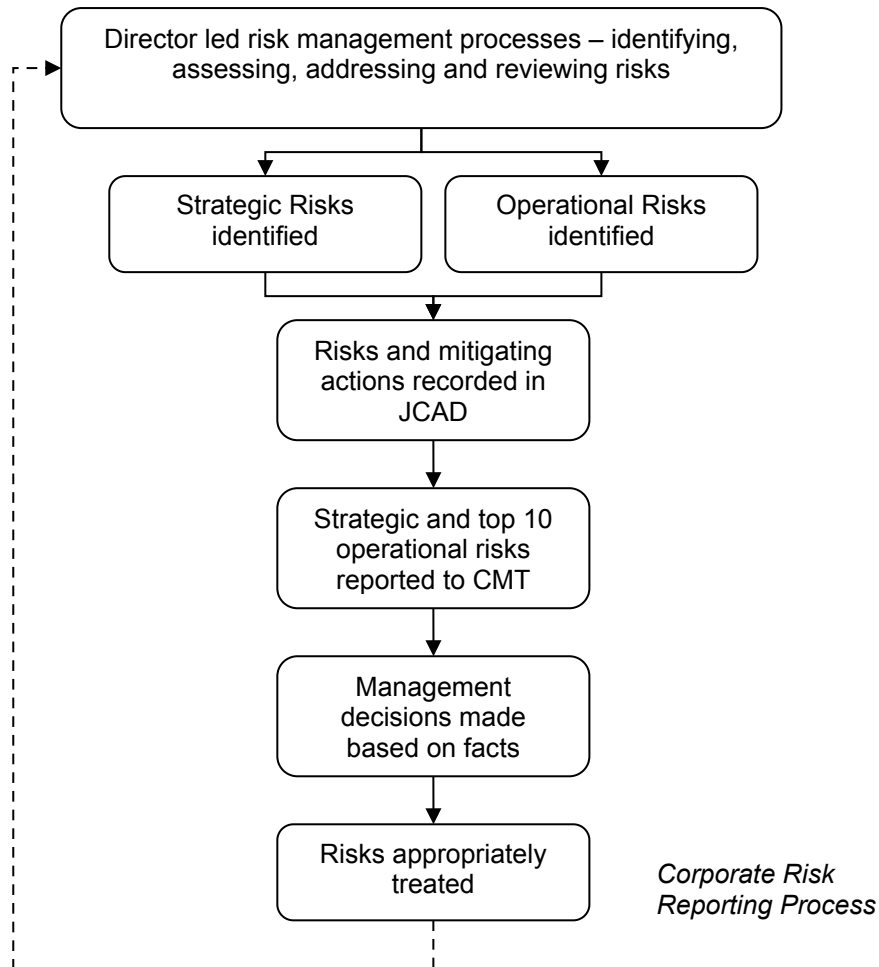 Director led risk management processes – identifying,
assessing, addressing and reviewing risks
Strategic Risks
identified
Operational Risks
identified
Risks and mitigating
actions recorded in
JCAD
Strategic and top 10
operational risks
reported to CMT
Management
decisions made
based on facts
Risks appropriately
treated
Corporate Risk
Reporting Process